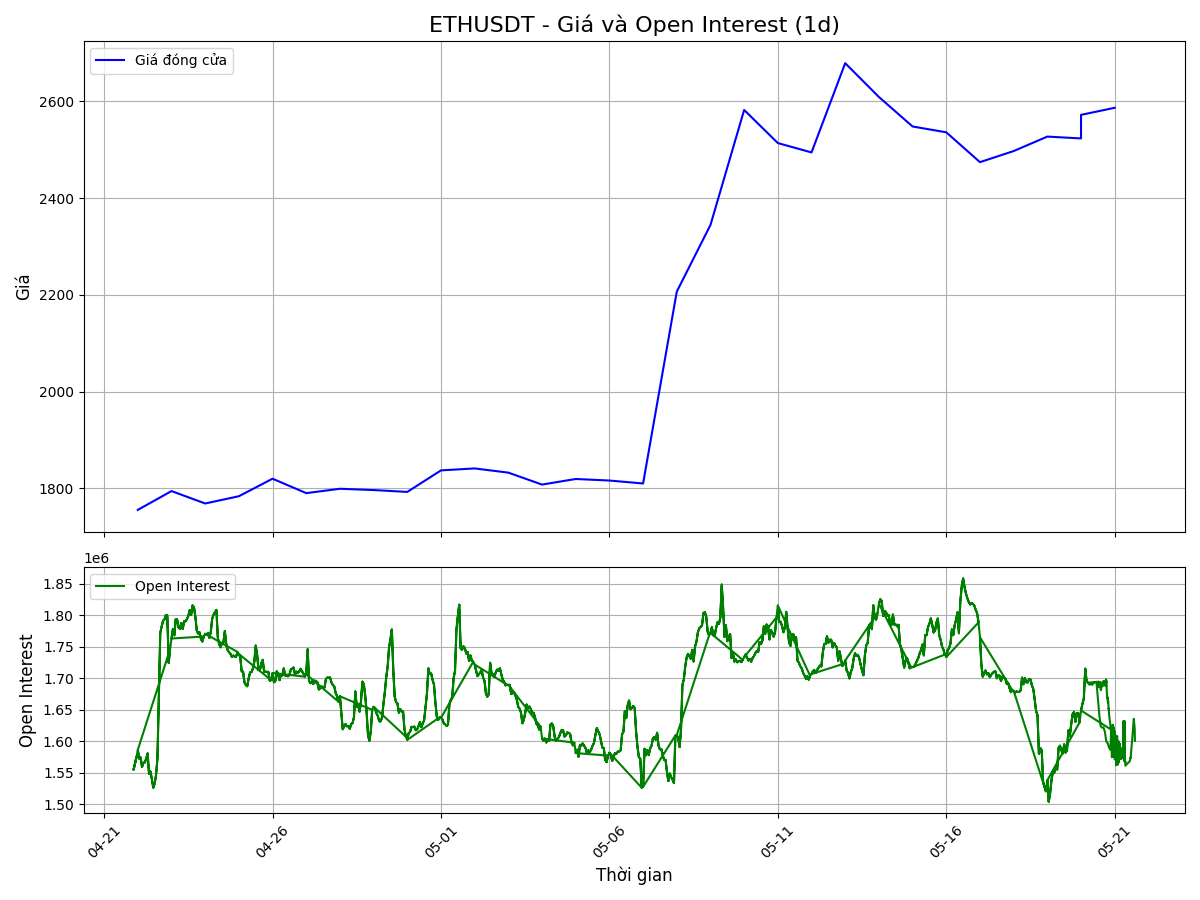 ETHUSDT - Giá và Open Interest (1d)
Giá đóng cửa
2600
2400
2200
2000
1800
Giá
1e6
Open Interest
1.85
1.80
1.75
1.70
1.65
1.60
1.55
1.50
Open Interest
04-21
04-26
05-01
05-06
05-11
05-16
05-21
Thời gian